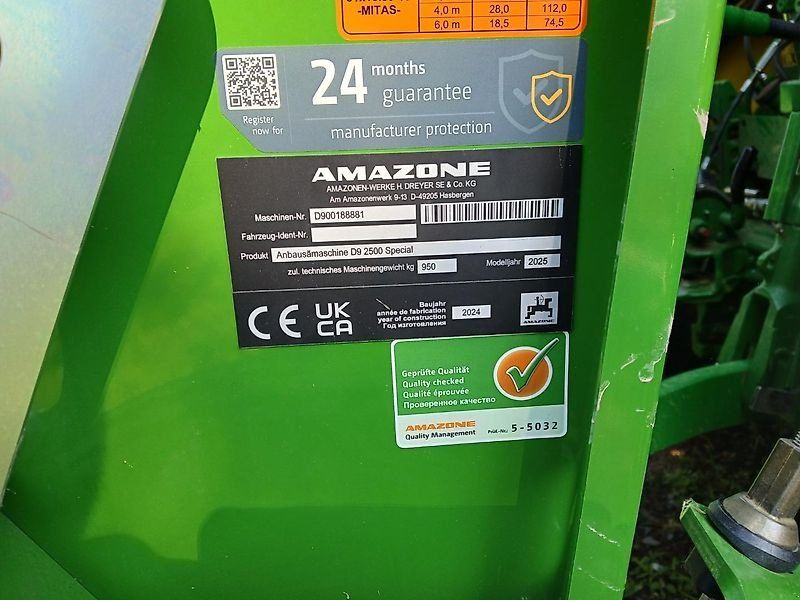 -MITAS-
4,0 m 28,0 112,0
6,0 m 18,5 74,5
24 months
guarantee
manufacturer protection
Register
now for
AMAZONE
AMAZONEN-WERKE H. DREYER SE & Co. KG
Am Amazonenwerk 9-13 D-49205 Hasbergen
Maschinen-Nr. D900188881
Fahrzeug-Ident-Nr.
Produkt Anbausämaschine D9 2500 Special
zul. technisches Maschinengewicht kg 950 Modelljahr 2025
CE UK CA
Baujahr
année de fabrication
year of construction
Год изготовления
2024
AMAZONE
Geprüfte Qualität
Quality checked
Qualité éprouvée
Проверенное качество
AMAZONE
Quality Management
Prüf.-Nr.: 5-5032